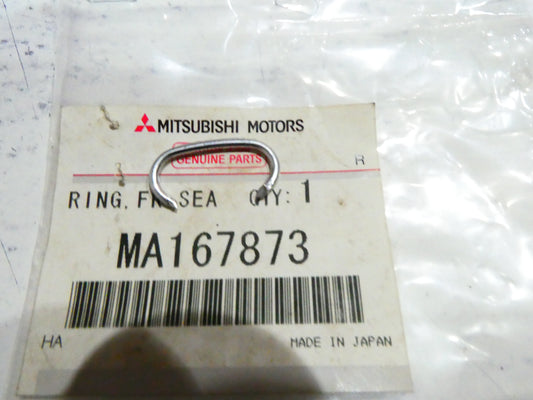 MITSUBISHI MOTORS
GENUINE PARTS
R
RING, FR SEA QTY: 1
MA167873
HA
MADE IN JAPAN